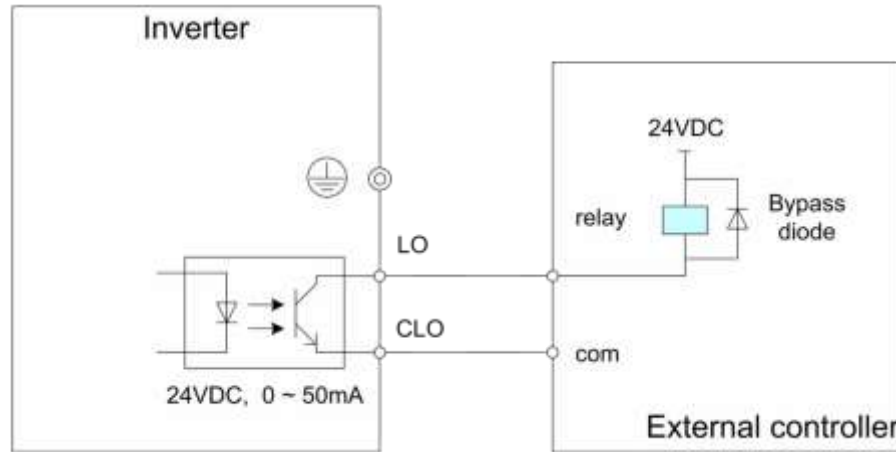 Inverter
24VDC
relay
Bypass
diode
LO
CLO
com
24VDC, 0 ~ 50mA
External controller